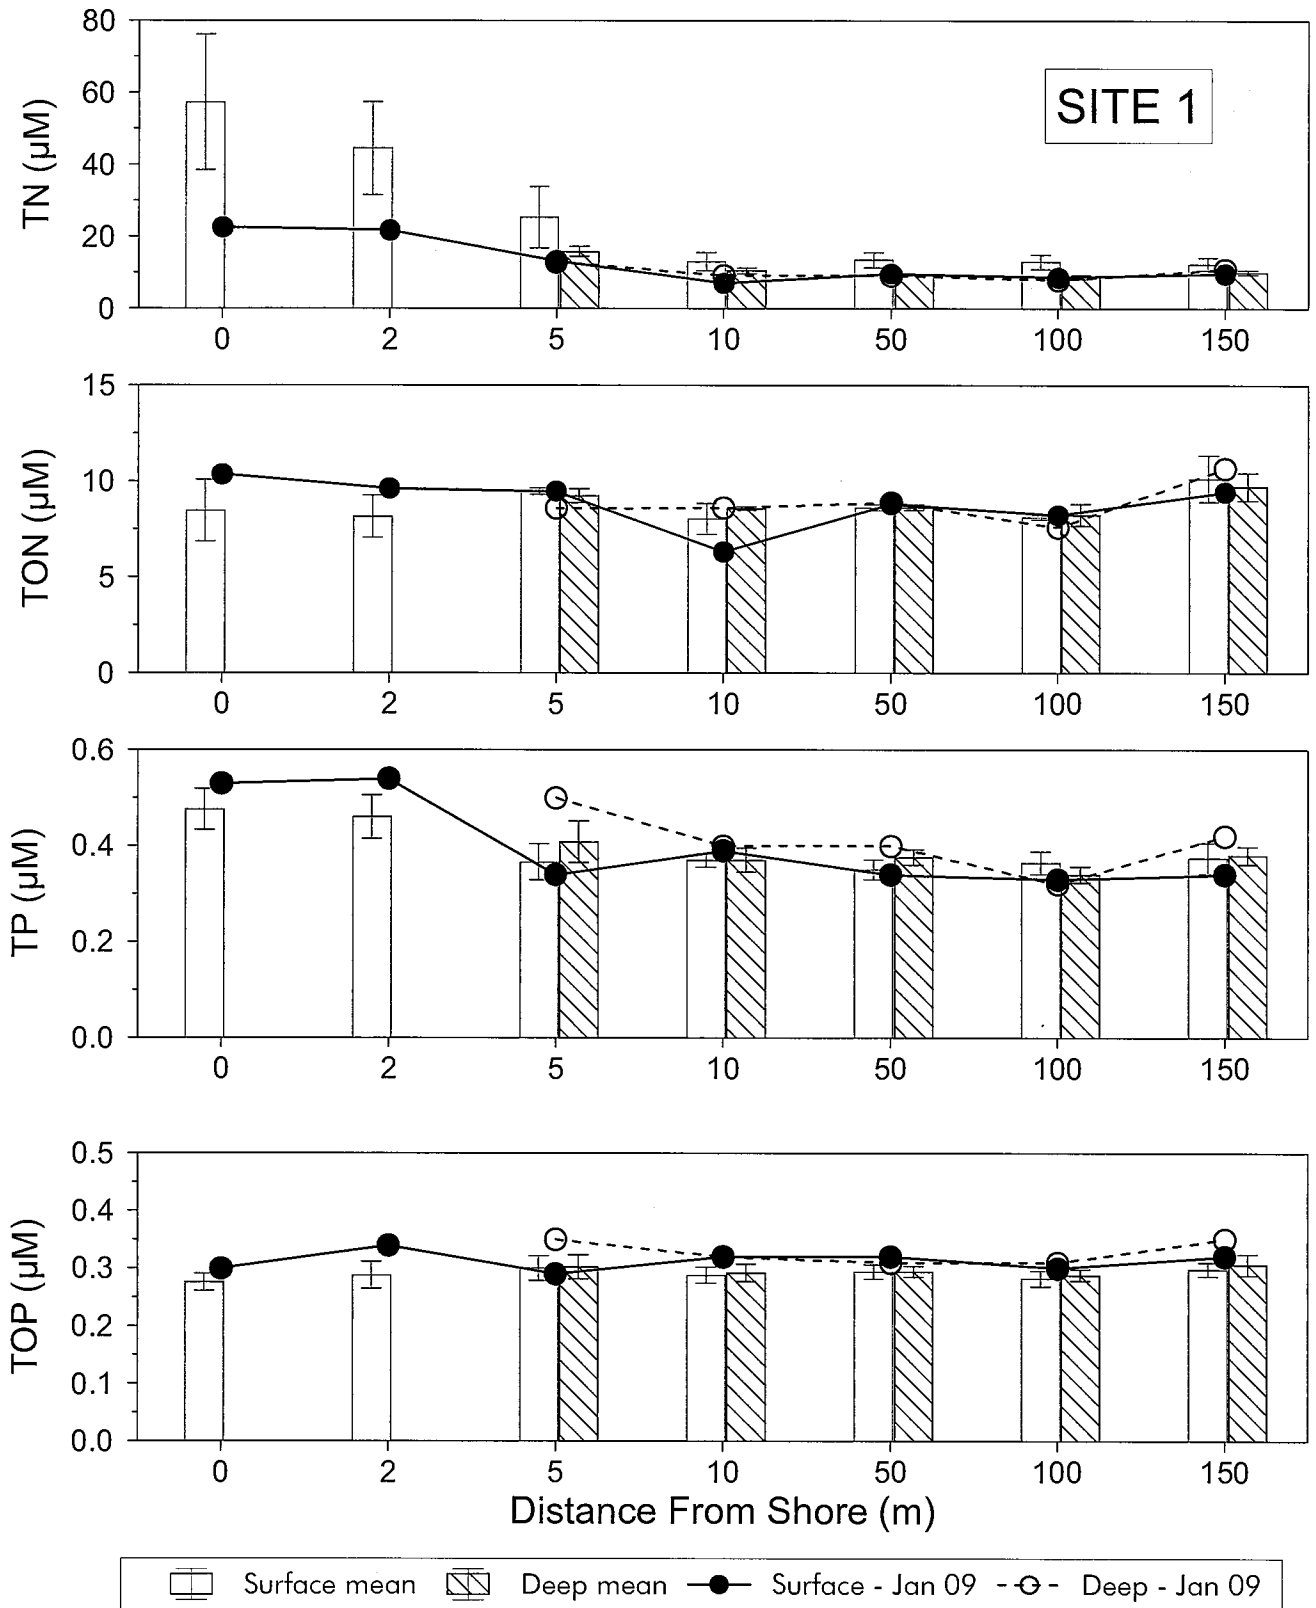 SITE 1
TN (µM)
80
60
40
20
0
0 2 5 10 50 100 150
TON (µM)
15
10
5
0
0 2 5 10 50 100 150
TP (µM)
0.6
0.4
0.2
0.0
0 2 5 10 50 100 150
TOP (µM)
0.5
0.4
0.3
0.2
0.1
0.0
0 2 5 10 50 100 150
Distance From Shore (m)
Surface mean Deep mean Surface - Jan 09 Deep - Jan 09